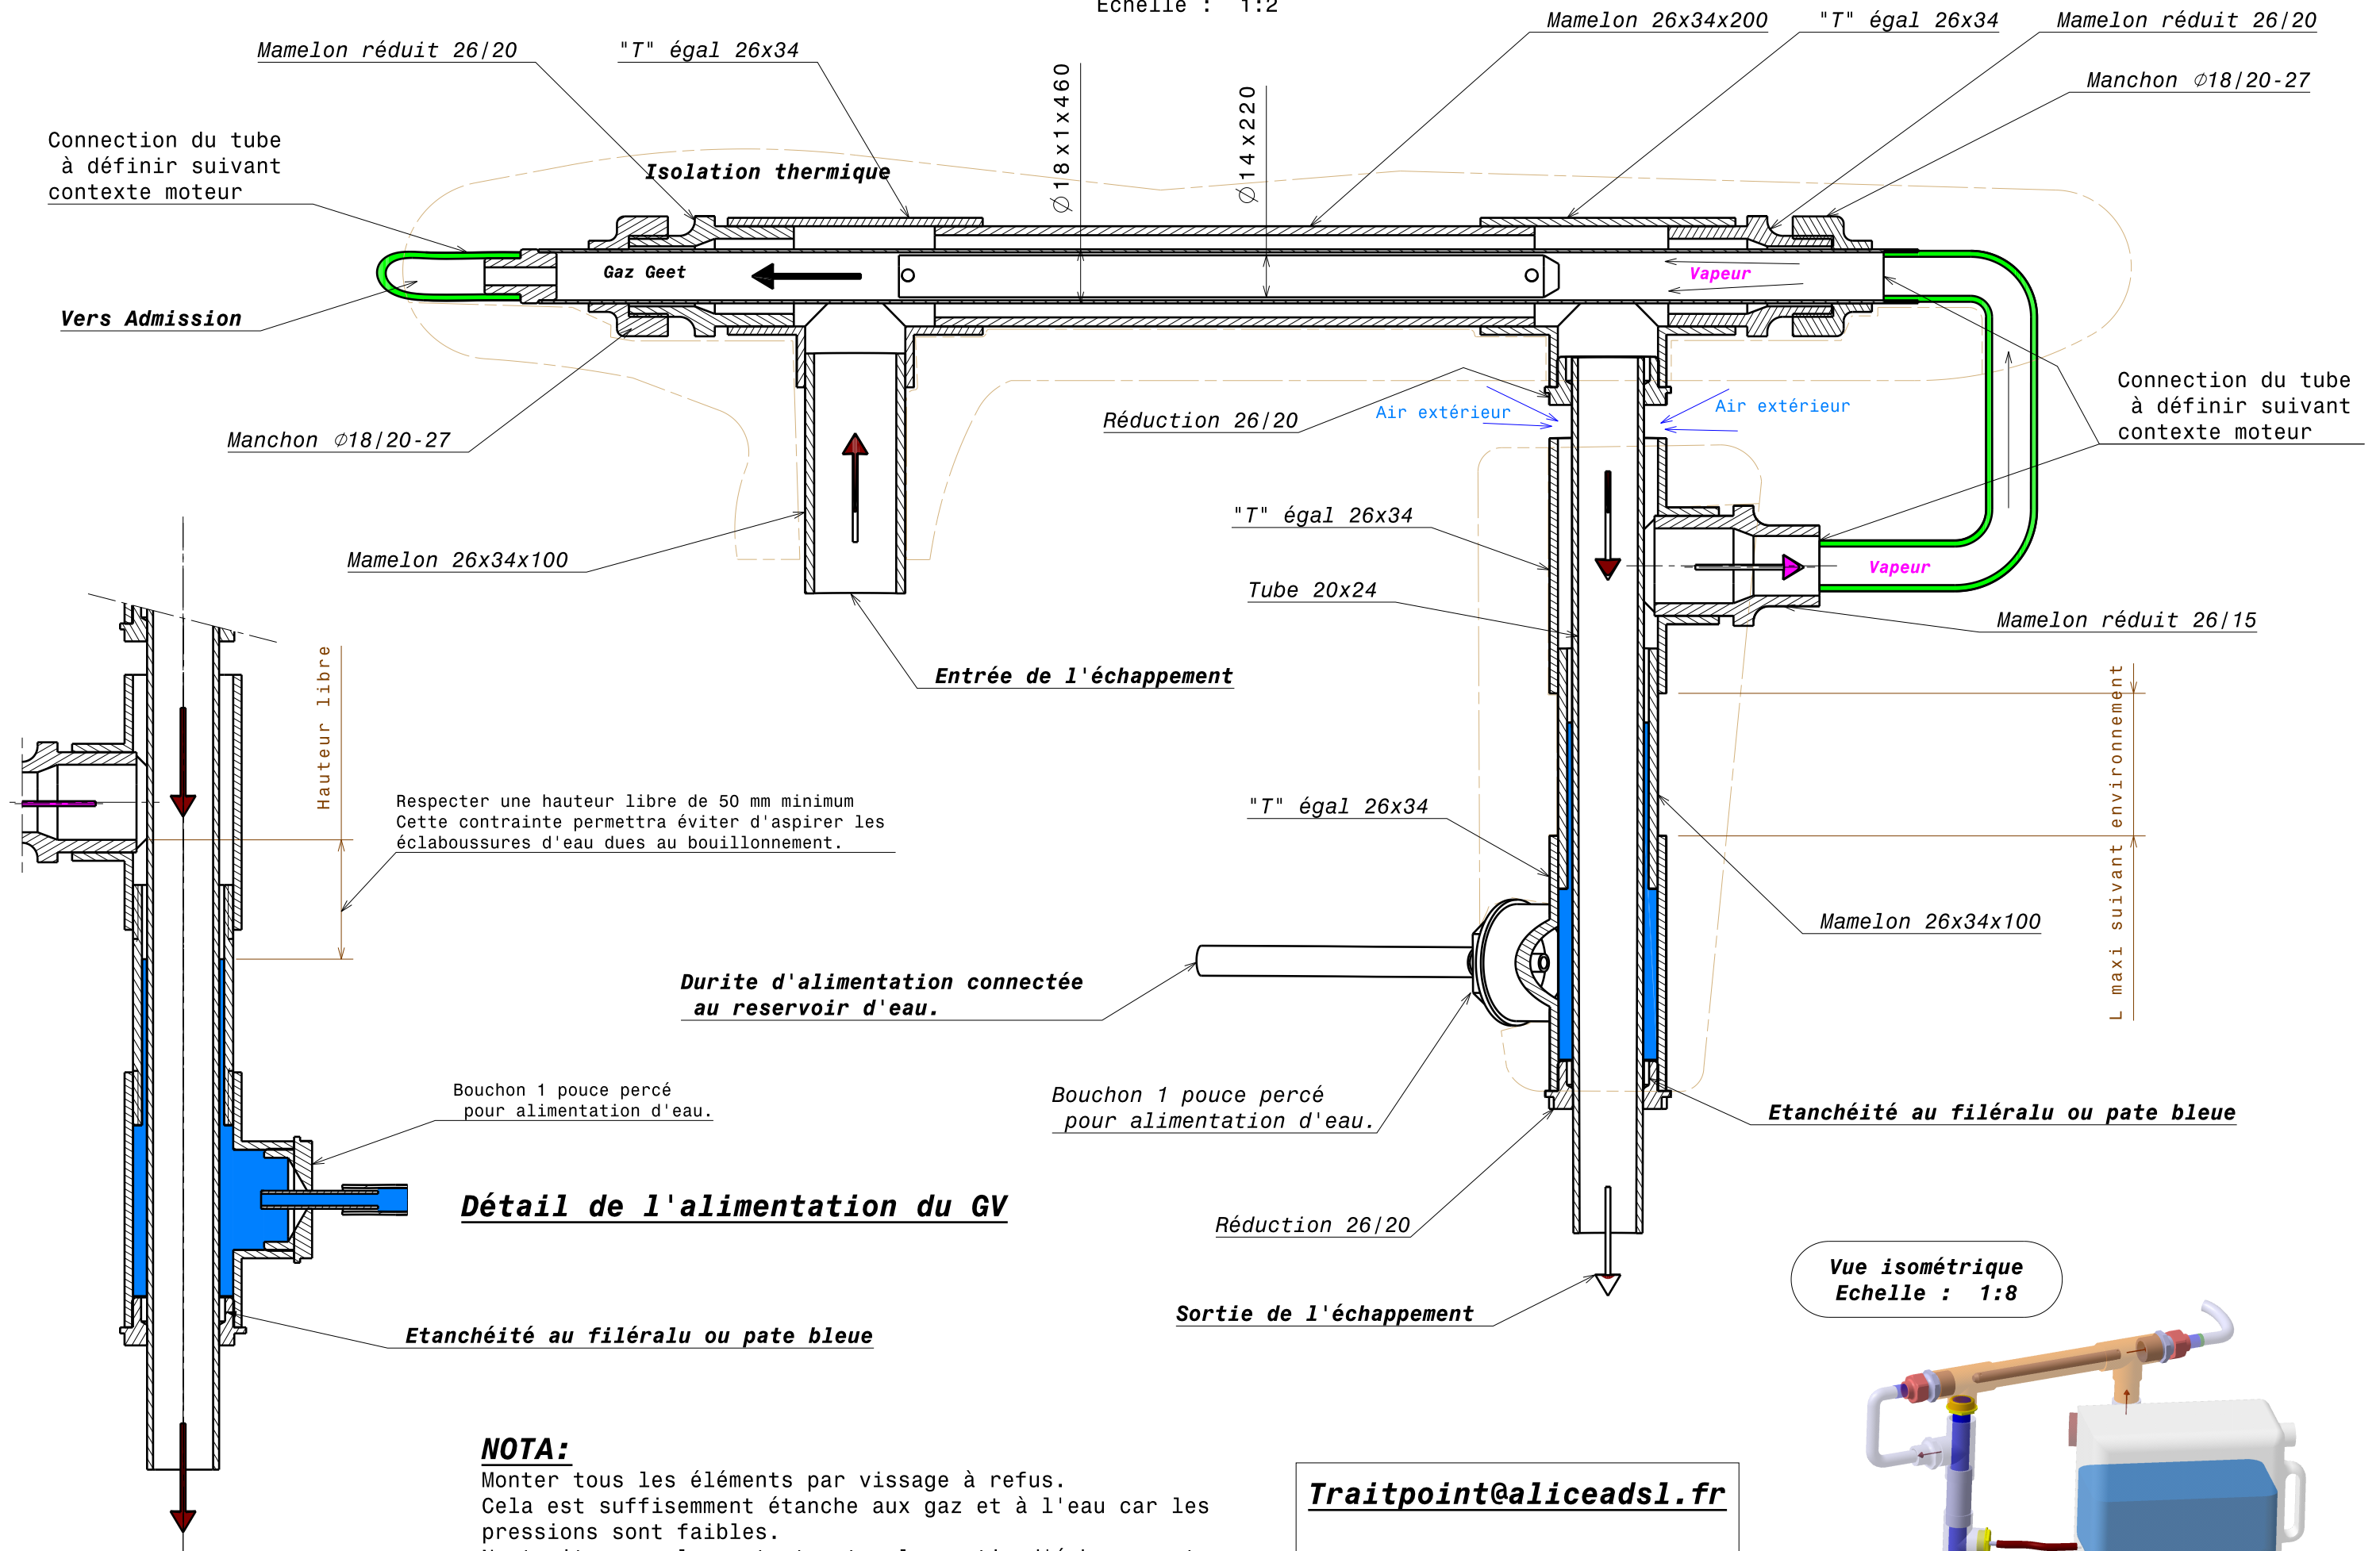 Echelle :  1:2
Mamelon réduit 26/20
"T" égal 26x34
Mamelon 26x34x200
"T" égal 26x34
Mamelon réduit 26/20
Manchon ∅18/20-27
Connection du tube
à définir suivant
contexte moteur
Isolation thermique
∅18x1x460
∅14x220
Gaz Geet
Vapeur
Vers Admission
Manchon ∅18/20-27
Réduction 26/20
Air extérieur
Air extérieur
Connection du tube
à définir suivant
contexte moteur
Mamelon 26x34x100
"T" égal 26x34
Tube 20x24
Vapeur
Mamelon réduit 26/15
Entrée de l'échappement
Hauteur libre
Respecter une hauteur libre de 50 mm minimum
Cette contrainte permettra éviter d'aspirer les
éclaboussures d'eau dues au bouillonnement.
"T" égal 26x34
L maxi suivant environnement
Mamelon 26x34x100
Durite d'alimentation connectée
au reservoir d'eau.
Bouchon 1 pouce percé
pour alimentation d'eau.
Bouchon 1 pouce percé
pour alimentation d'eau.
Etanchéité au filéralu ou pate bleue
Détail de l'alimentation du GV
Réduction 26/20
Sortie de l'échappement
Vue isométrique
Echelle :  1:8
Etanchéité au filéralu ou pate bleue
NOTA:
Monter tous les éléments par vissage à refus.
Cela est suffisemment étanche aux gaz et à l'eau car les
pressions sont faibles.
Traitpoint@aliceadsl.fr